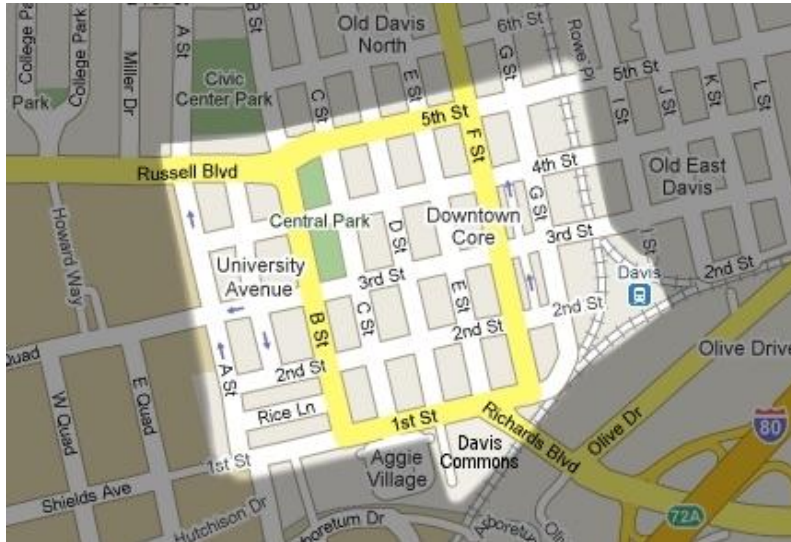 College Park
College Park
Miller Dr
A St
B St
Old Davis
North
6th St
G St
Rowe Pl
Park
Civic
Center Park
C St
E St
5th St
I St
J St
K St
L St
5th St
F St
Russell Blvd
4th St
Old East
Davis
Howard Way
Central Park
D St
Downtown
Core
G St
3rd St
I St
University
Avenue
3rd St
Davis
2nd St
Quad
B St
C St
E St
2nd St
2nd St
A St
2nd St
Olive Drive
W Quad
E Quad
Rice Ln
1st St
Richards Blvd
Olive Dr
80
1st St
Aggie
Village
Davis
Commons
Shields Ave
Hutchison Dr
72A